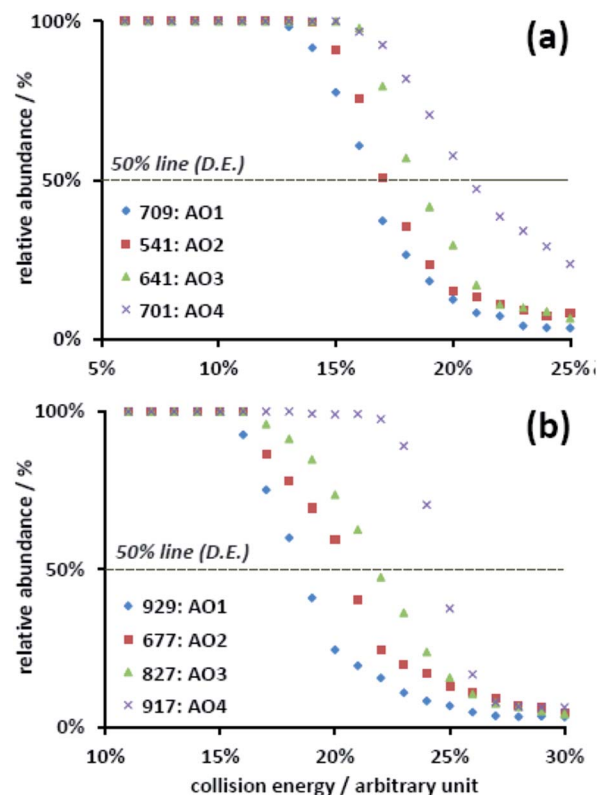 100%
(a)
relative abundance / %
50% line (D.E.)
50%
709: AO1
541: AO2
641: AO3
701: AO4
0%
5% 10% 15% 20% 25%
100%
(b)
relative abundance / %
50% line (D.E.)
50%
929: AO1
677: AO2
827: AO3
917: AO4
0%
10% 15% 20% 25% 30%
collision energy / arbitrary unit